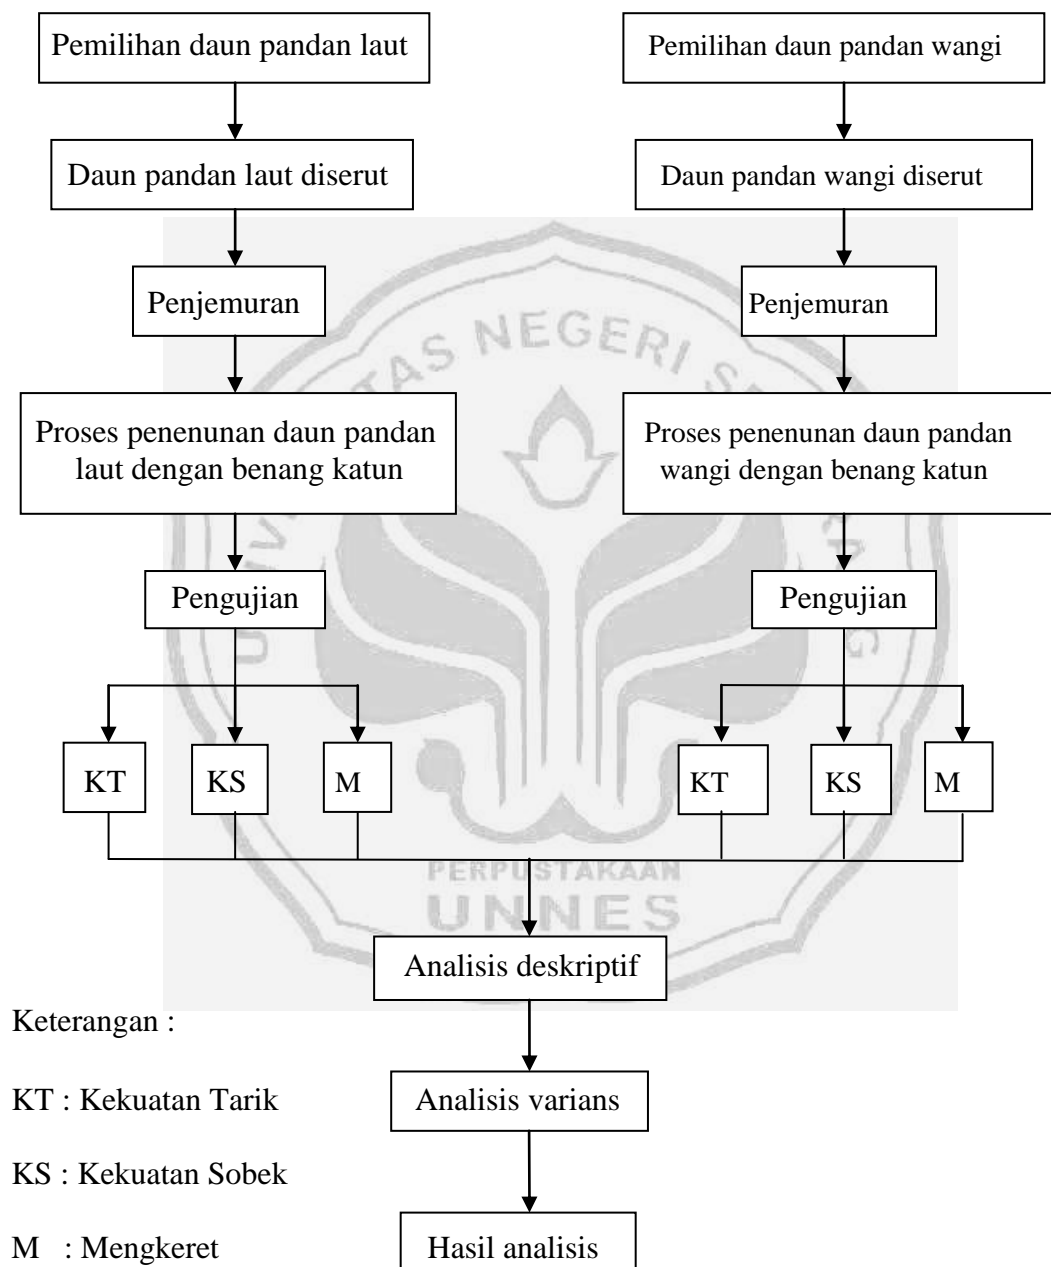 Pemilihan daun pandan laut
Pemilihan daun pandan wangi
Daun pandan laut diserut
Daun pandan wangi diserut
Penjemuran
Penjemuran
Proses penenunan daun pandan
laut dengan benang katun
Proses penenunan daun pandan
wangi dengan benang katun
Pengujian
Pengujian
KT
KS
M
KT
KS
M
PERPUSTAKAAN
UNNES
Analisis deskriptif
Keterangan :
KT : Kekuatan Tarik
Analisis varians
KS : Kekuatan Sobek
M : Mengkeret
Hasil analisis